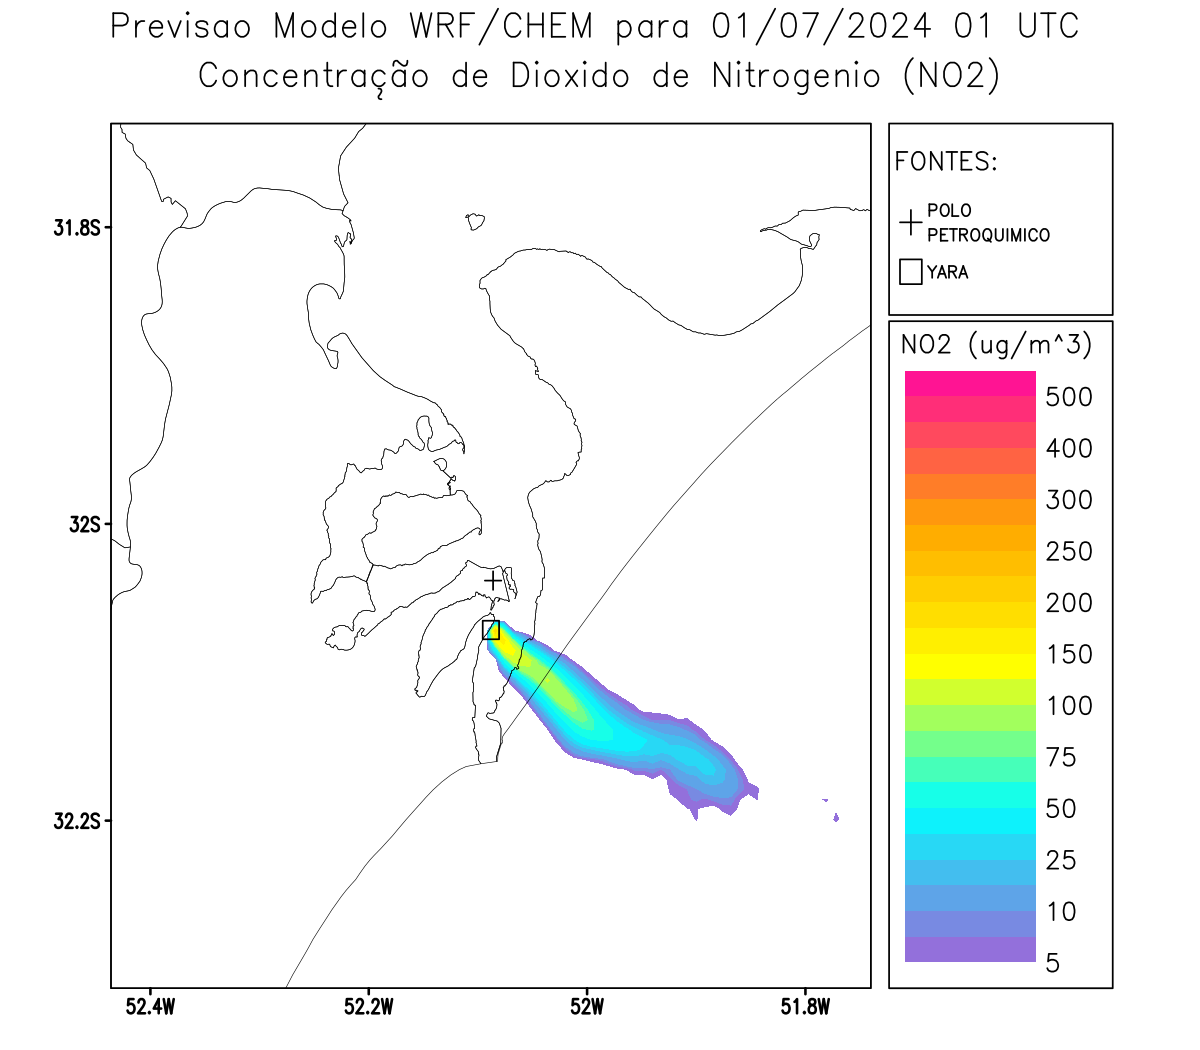 Previsao Modelo WRF/CHEM para 01/07/2024 01 UTC
Concentração de Dioxido de Nitrogenio (NO2)
31.8S
32S
32.2S
52.4W
52.2W
52W
51.8W
FONTES:
POLO
PETROQUIMICO
YARA
NO2 (ug/m^3)
500
400
300
250
200
150
100
75
50
25
10
5